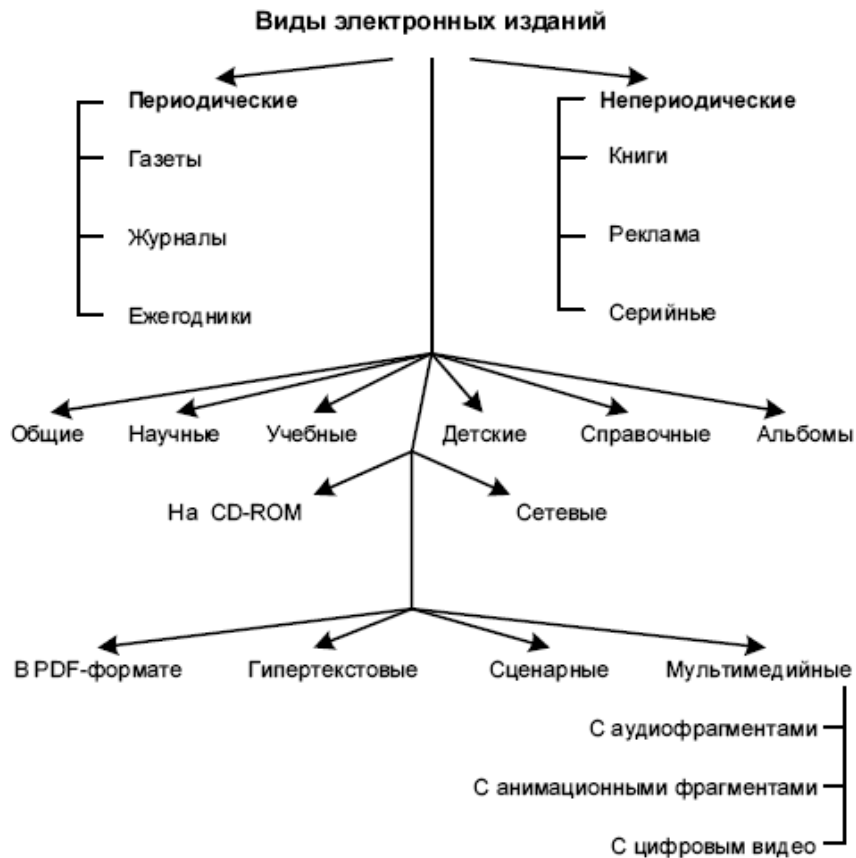 Виды электронных изданий
Периодические
Газеты
Журналы
Ежегодники
Непериодические
Книги
Реклама
Серийные
Общие
Научные
Учебные
Детские
Справочные
Альбомы
На CD-ROM
Сетевые
В PDF-формате
Гипертекстовые
Сценарные
Мультимедийные
С аудиофрагментами
С анимационными фрагментами
С цифровым видео